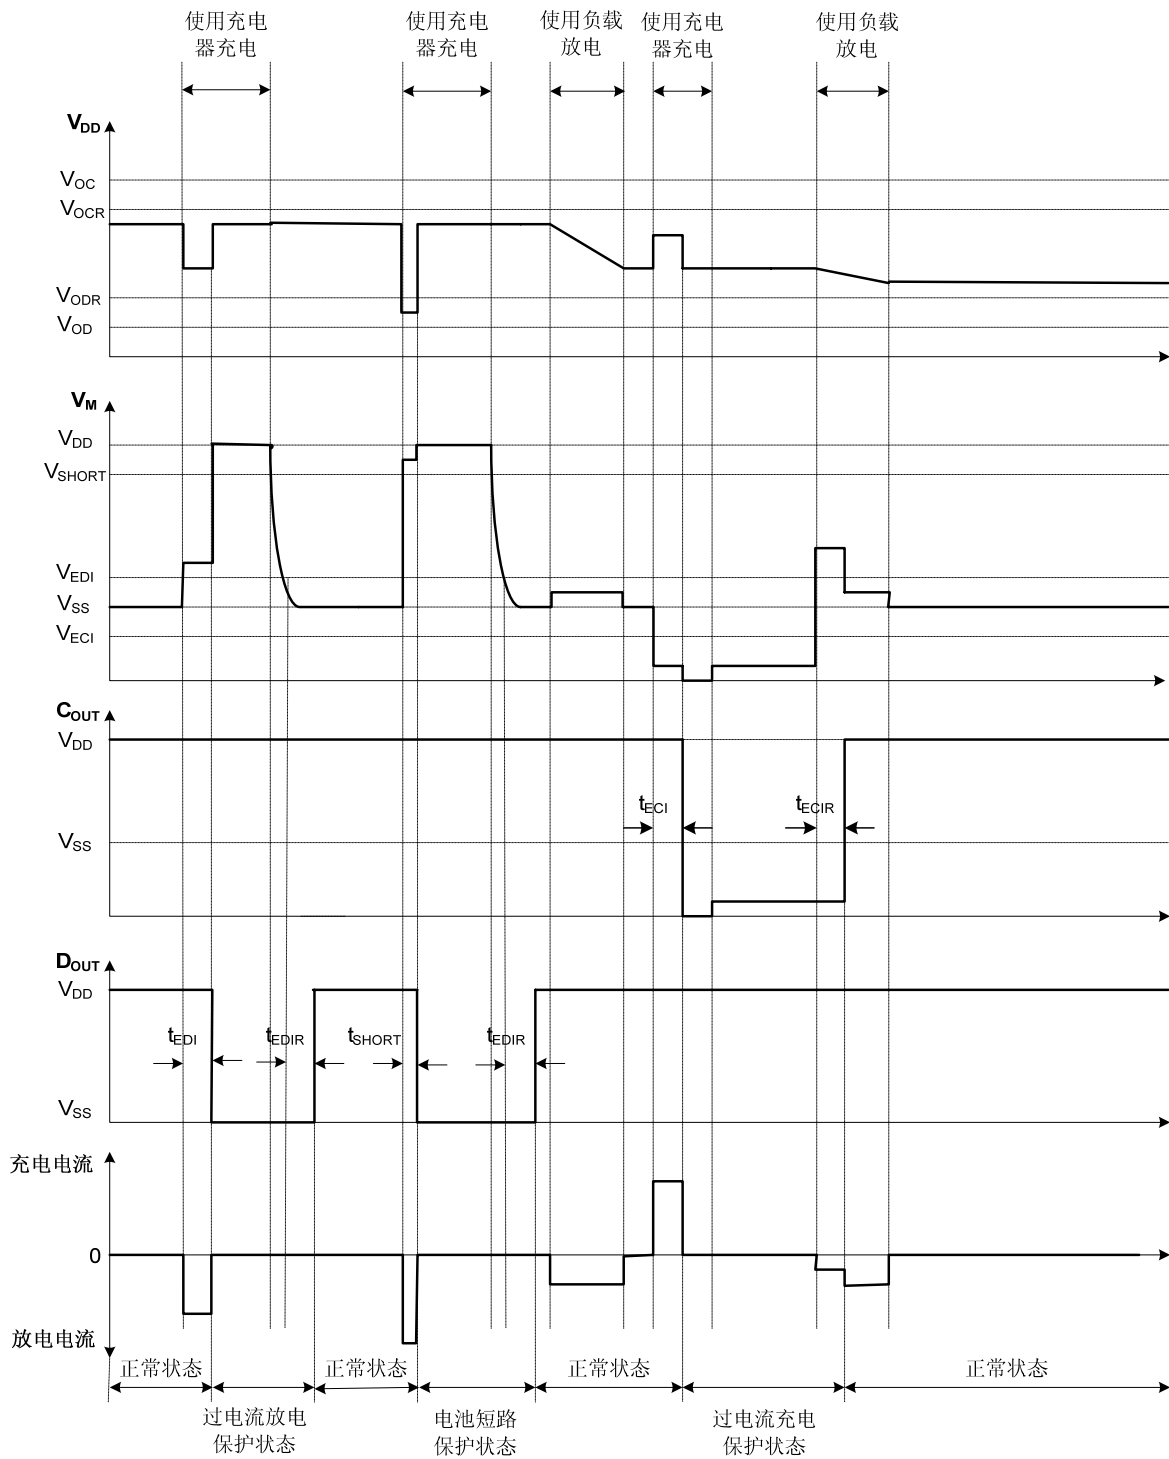 使用充电
器充电
使用充电
器充电
使用负载
放电
使用充电
器充电
使用负载
放电
VDD
VOC
VOCR
VODR
VOD
VM
VDD
VSHORT
VEDI
VSS
VECI
COUT
VDD
tECI
tECIR
VSS
DOUT
VDD
tEDI
tEDIR
tSHORT
tEDIR
VSS
充电电流
0
放电电流
正常状态
正常状态
正常状态
正常状态
过电流放电
保护状态
电池短路
保护状态
过电流充电
保护状态